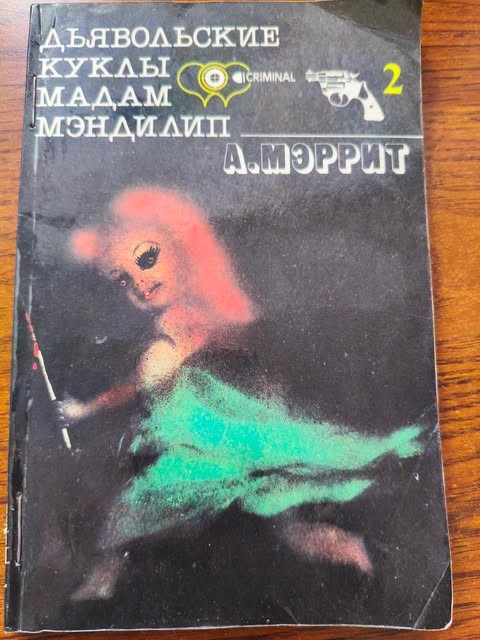 ДЬЯВОЛЬСКИЕ
КУКЛЫ
МАДАМ
МЭНДИЛИП
CRIMINAL
2
А.МЭРРИТ